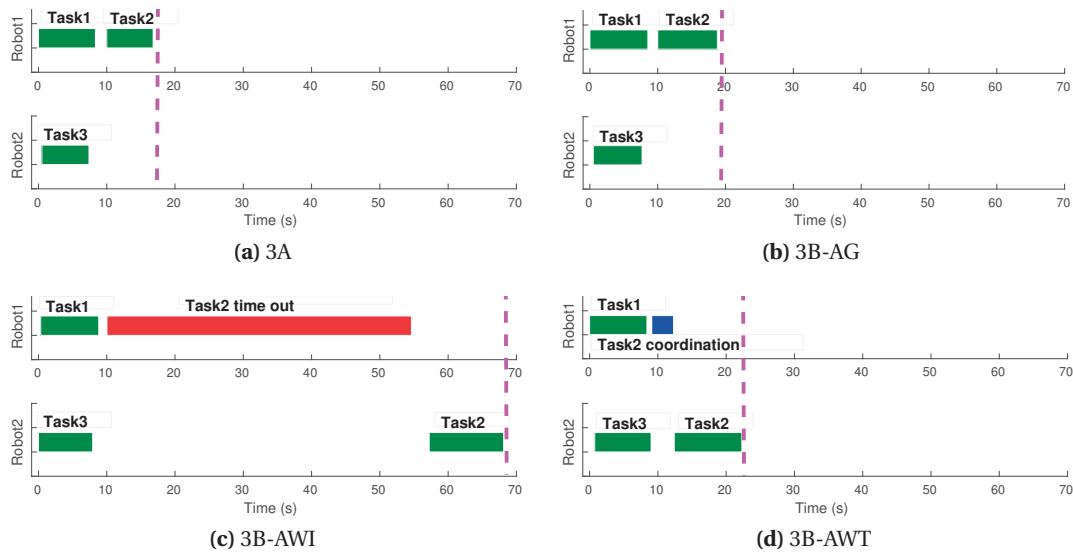 Task1 Task2
Robot1
0 10 20 30 40 50 60 70
Task3
Robot2
0 10 20 30 40 50 60 70
Time (s)
(a) 3A
Task1 Task2
Robot1
0 10 20 30 40 50 60 70
Task3
Robot2
0 10 20 30 40 50 60 70
Time (s)
(b) 3B-AG
Task1 Task2 time out
Robot1
0 10 20 30 40 50 60 70
Task3 Task2
Robot2
0 10 20 30 40 50 60 70
Time (s)
(c) 3B-AWI
Task1
Robot1
Task2 coordination
0 10 20 30 40 50 60 70
Task3 Task2
Robot2
0 10 20 30 40 50 60 70
Time (s)
(d) 3B-AWT